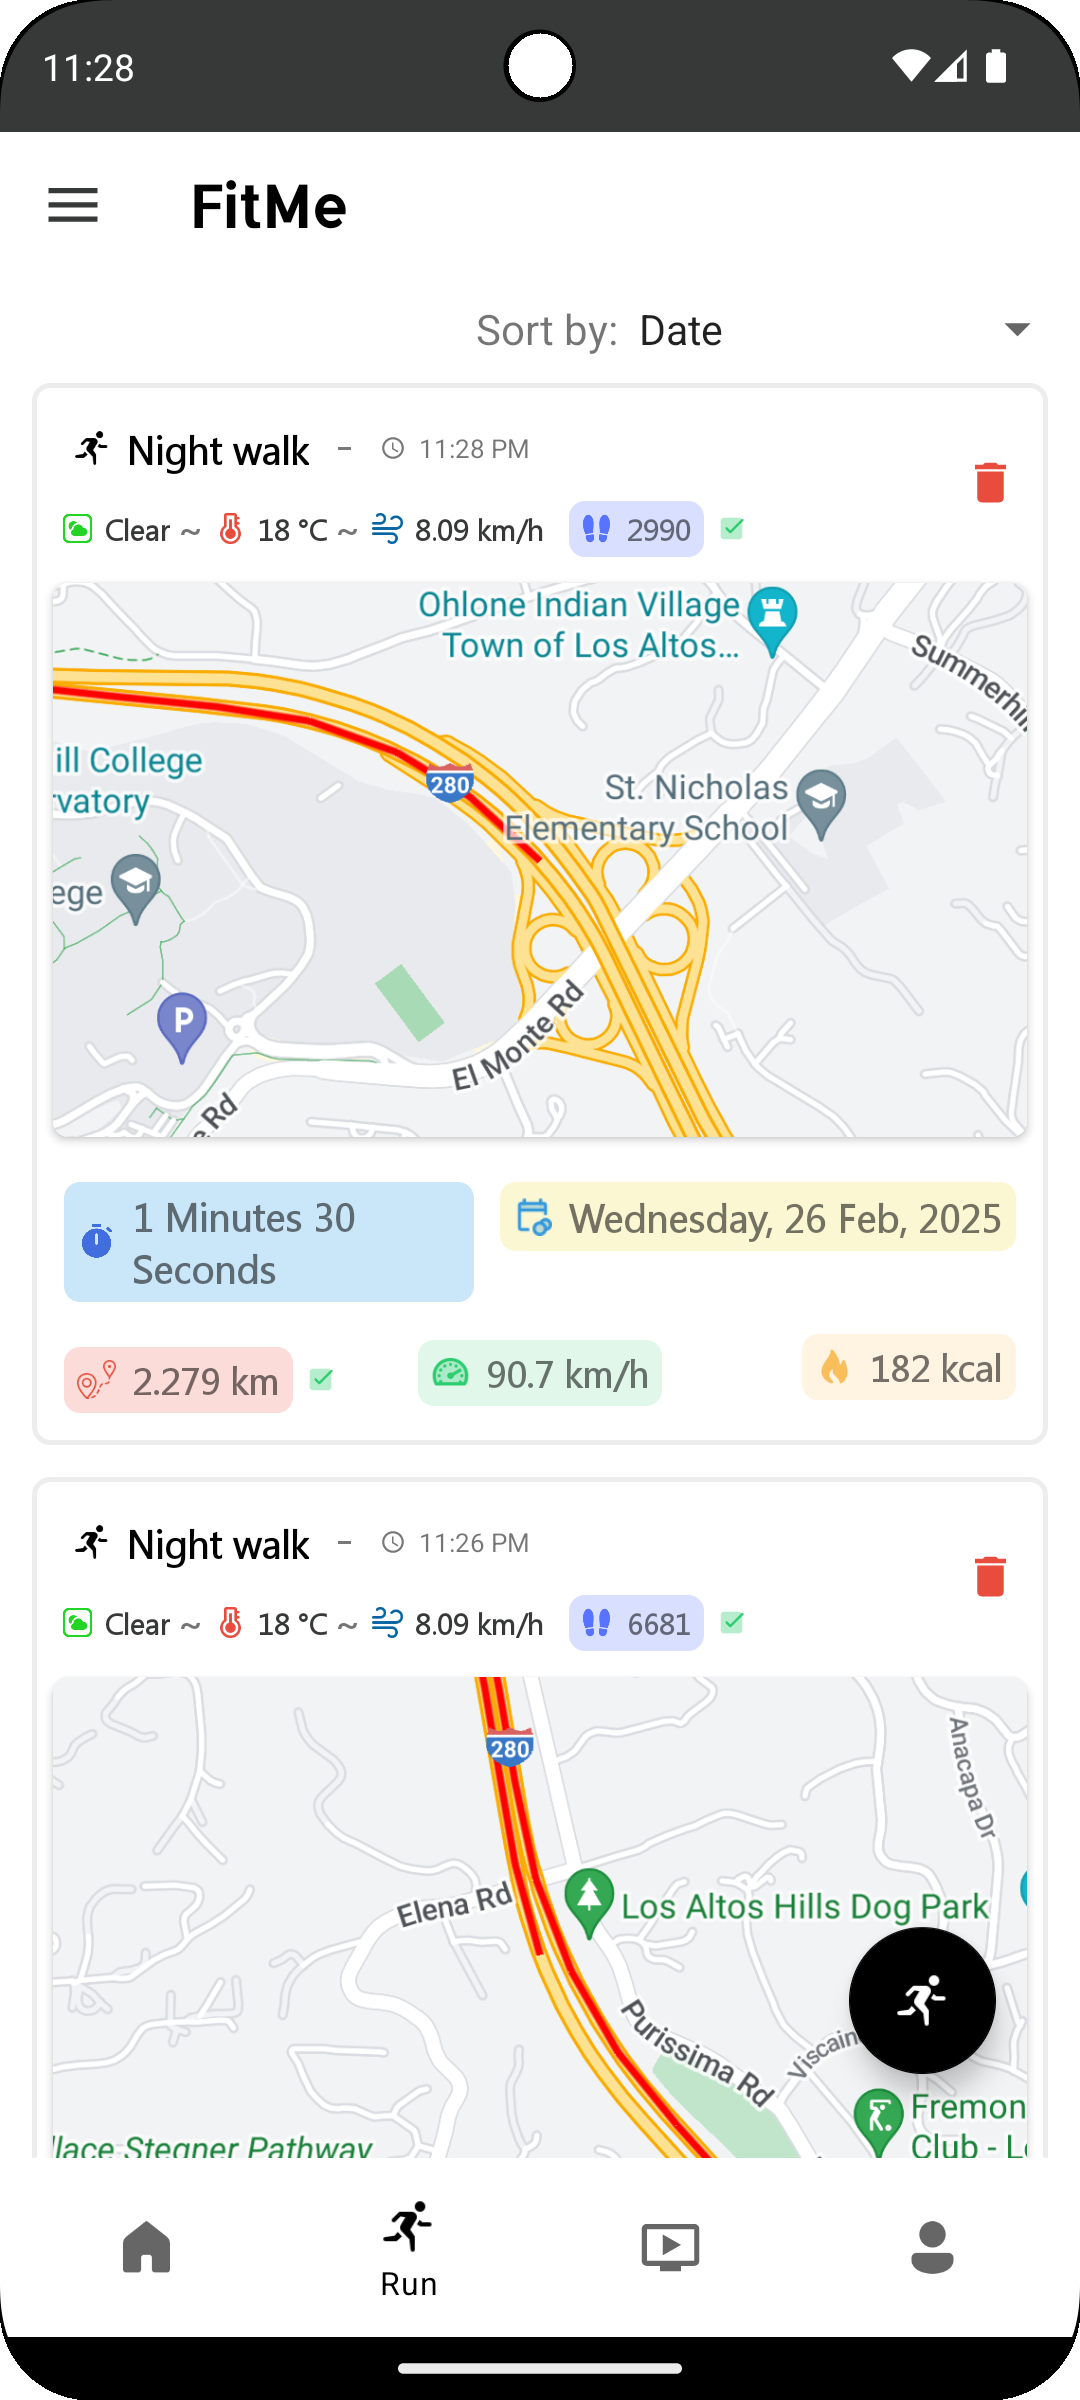 11:28
FitMe
Sort by: Date
Night walk - 11:28 PM
Clear ~ 18 °C ~ 8.09 km/h 2990
Ohlone Indian Village
Town of Los Altos...
Summerhi
ill College
vatory
280
St. Nicholas
Elementary School
ege
P
El Monte Rd
e Rd
1 Minutes 30
Seconds
Wednesday, 26 Feb, 2025
2.279 km
90.7 km/h
182 kcal
Night walk - 11:26 PM
Clear ~ 18 °C ~ 8.09 km/h 6681
280
Anacapa Dr
Elena Rd
Los Altos Hills Dog Park
Purissima Rd
Viscain
Fremon
Club - L
llace Stegner Pathway
Run